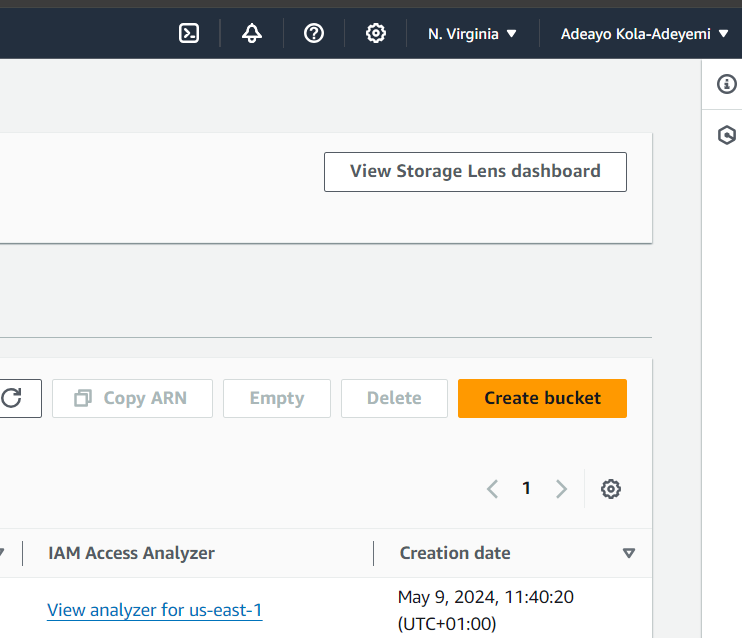 N. Virginia Adeayo Kola-Adeyemi
View Storage Lens dashboard
Copy ARN Empty Delete Create bucket
1
IAM Access Analyzer Creation date
View analyzer for us-east-1 May 9, 2024, 11:40:20
(UTC+01:00)